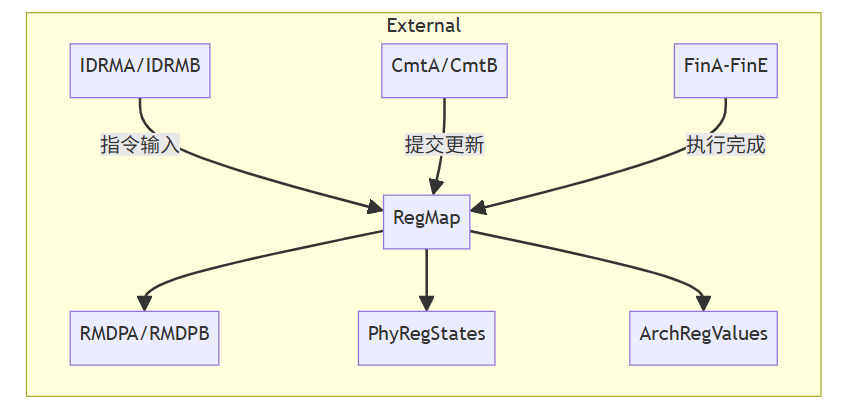 External
IDRMA/IDRMB
CmtA/CmtB
FinA-FinE
指令输入
提交更新
执行完成
RegMap
RMDPA/RMDPB
PhyRegStates
ArchRegValues